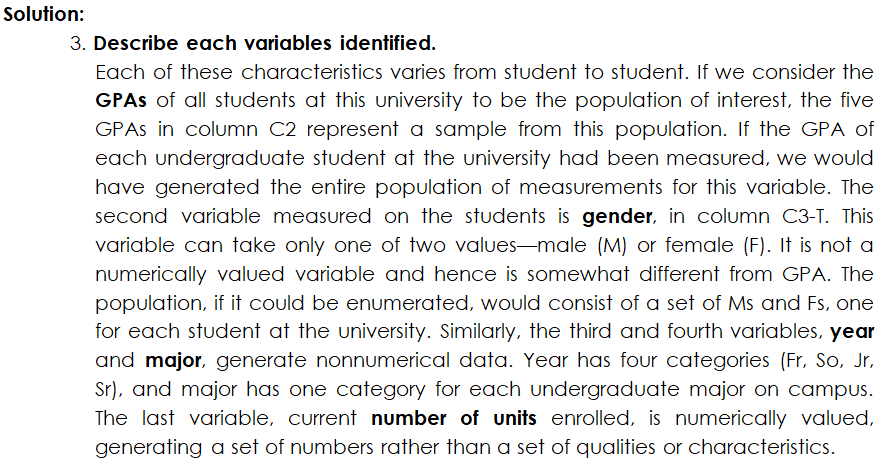 Solution:
3. Describe each variables identified.
Each of these characteristics varies from student to student. If we consider the
GPAs of all students at this university to be the population of interest, the five
GPAs in column C2 represent a sample from this population. If the GPA of
each undergraduate student at the university had been measured, we would
have generated the entire population of measurements for this variable. The
second variable measured on the students is gender, in column C3-T. This
variable can take only one of two values—male (M) or female (F). It is not a
numerically valued variable and hence is somewhat different from GPA. The
population, if it could be enumerated, would consist of a set of Ms and Fs, one
for each student at the university. Similarly, the third and fourth variables, year
and major, generate nonnumerical data. Year has four categories (Fr, So, Jr,
Sr), and major has one category for each undergraduate major on campus.
The last variable, current number of units enrolled, is numerically valued,
generating a set of numbers rather than a set of qualities or characteristics.